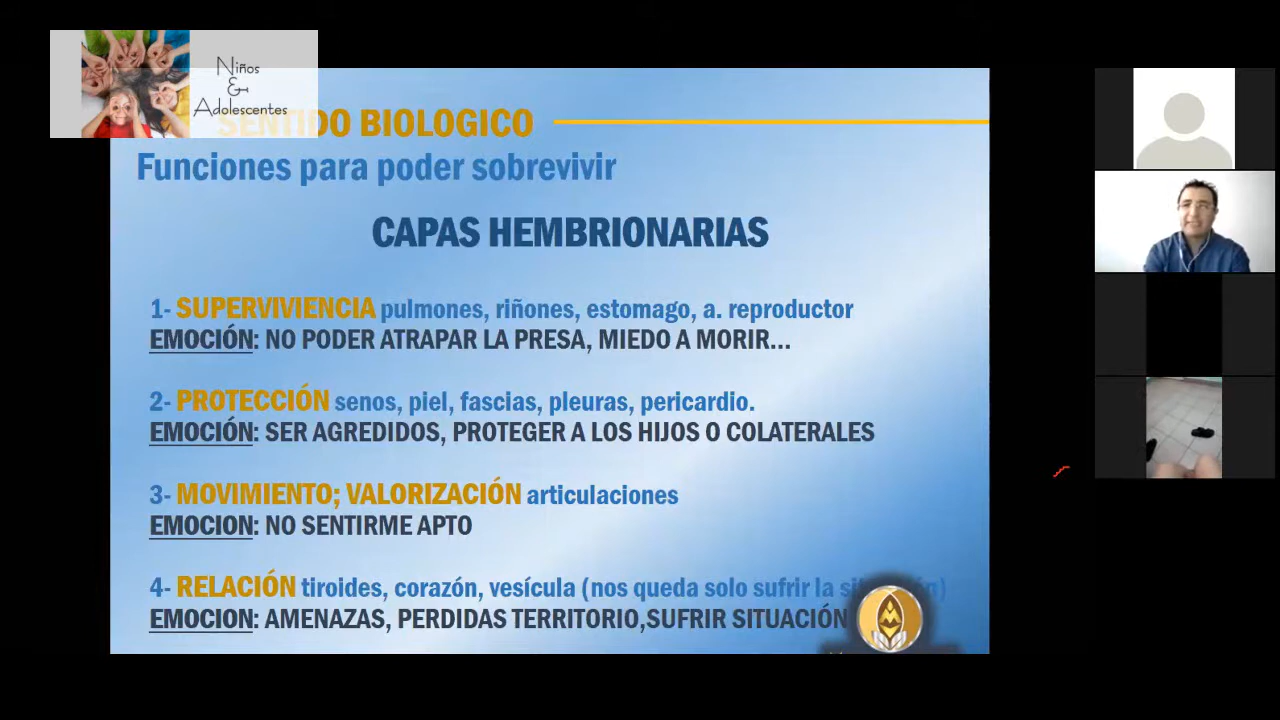 Niños
&
Adolescentes
SENTIDO BIOLOGICO
Funciones para poder sobrevivir
CAPAS HEMBRIONARIAS
1- SUPERVIVIENCIA pulmones, riñones, estomago, a. reproductor
EMOCIÓN: NO PODER ATRAPAR LA PRESA, MIEDO A MORIR...
2- PROTECCIÓN senos, piel, fascias, pleuras, pericardio.
EMOCIÓN: SER AGREDIDOS, PROTEGER A LOS HIJOS O COLATERALES
3- MOVIMIENTO; VALORIZACIÓN articulaciones
EMOCION: NO SENTIRME APTO
4- RELACIÓN tiroides, corazón, vesícula (nos queda solo sufrir la situación)
EMOCION: AMENAZAS, PERDIDAS TERRITORIO,SUFRIR SITUACIÓN